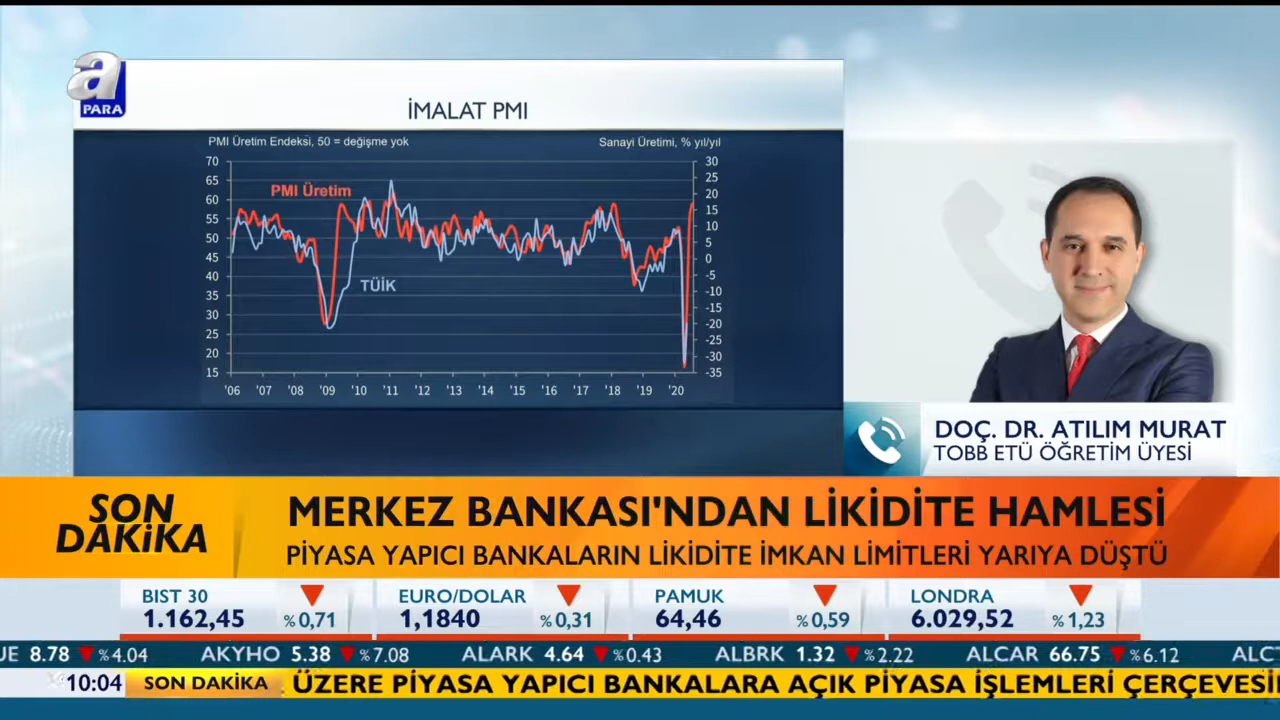 a
PARA
İMALAT PMI
PMI Üretim Endeksi, 50 = değişme yok
Sanayi Üretimi, % yıl/yıl
70
65
60
55
50
45
40
35
30
25
20
15
30
25
20
15
10
5
0
-5
-10
-15
-20
-25
-30
-35
PMI Üretim
TÜİK
'06 '07 '08 '09 '10 '11 '12 '13 '14 '15 '16 '17 '18 '19 '20
DOÇ. DR. ATILIM MURAT
TOBB ETÜ ÖĞRETİM ÜYESİ
SON
DAKİKA
MERKEZ BANKASI'NDAN LİKİDİTE HAMLESİ
PİYASA YAPICI BANKALARIN LİKİDİTE İMKAN LİMİTLERİ YARIYA DÜŞTÜ
BIST 30
1.162,45 %0,71
EURO/DOLAR
1,1840 %0,31
PAMUK
64,46 %0,59
LONDRA
6.029,52 %1,23
UE 8.78 %4.04 AKYHO 5.38 %7.08 ALARK 4.64 %0.43 ALBRK 1.32 %2.22 ALCAR 66.75 %6.12 ALCT
10:04 SON DAKİKA ÜZERE PİYASA YAPICI BANKALARA AÇIK PİYASA İŞLEMLERİ ÇERÇEVESİN